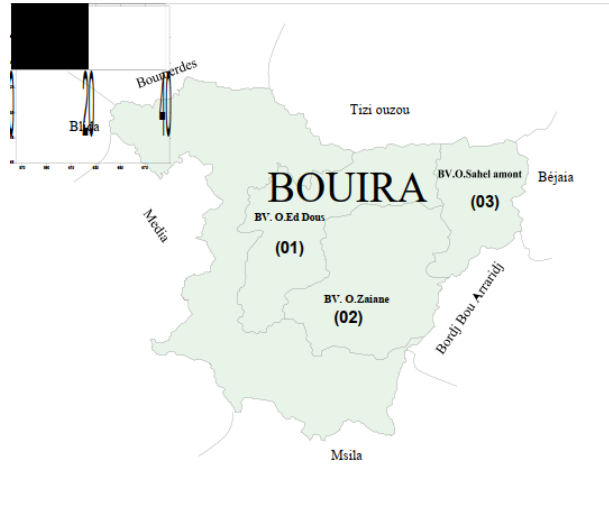 Boumerdes
Tizi ouzou
Blida
BV.O.Sahel amont
(03)
Béjaia
BOUIRA
BV. O.Ed Dous
(01)
Media
BV. O.Zaiane
(02)
Bordj Bou Arraridj
Msila